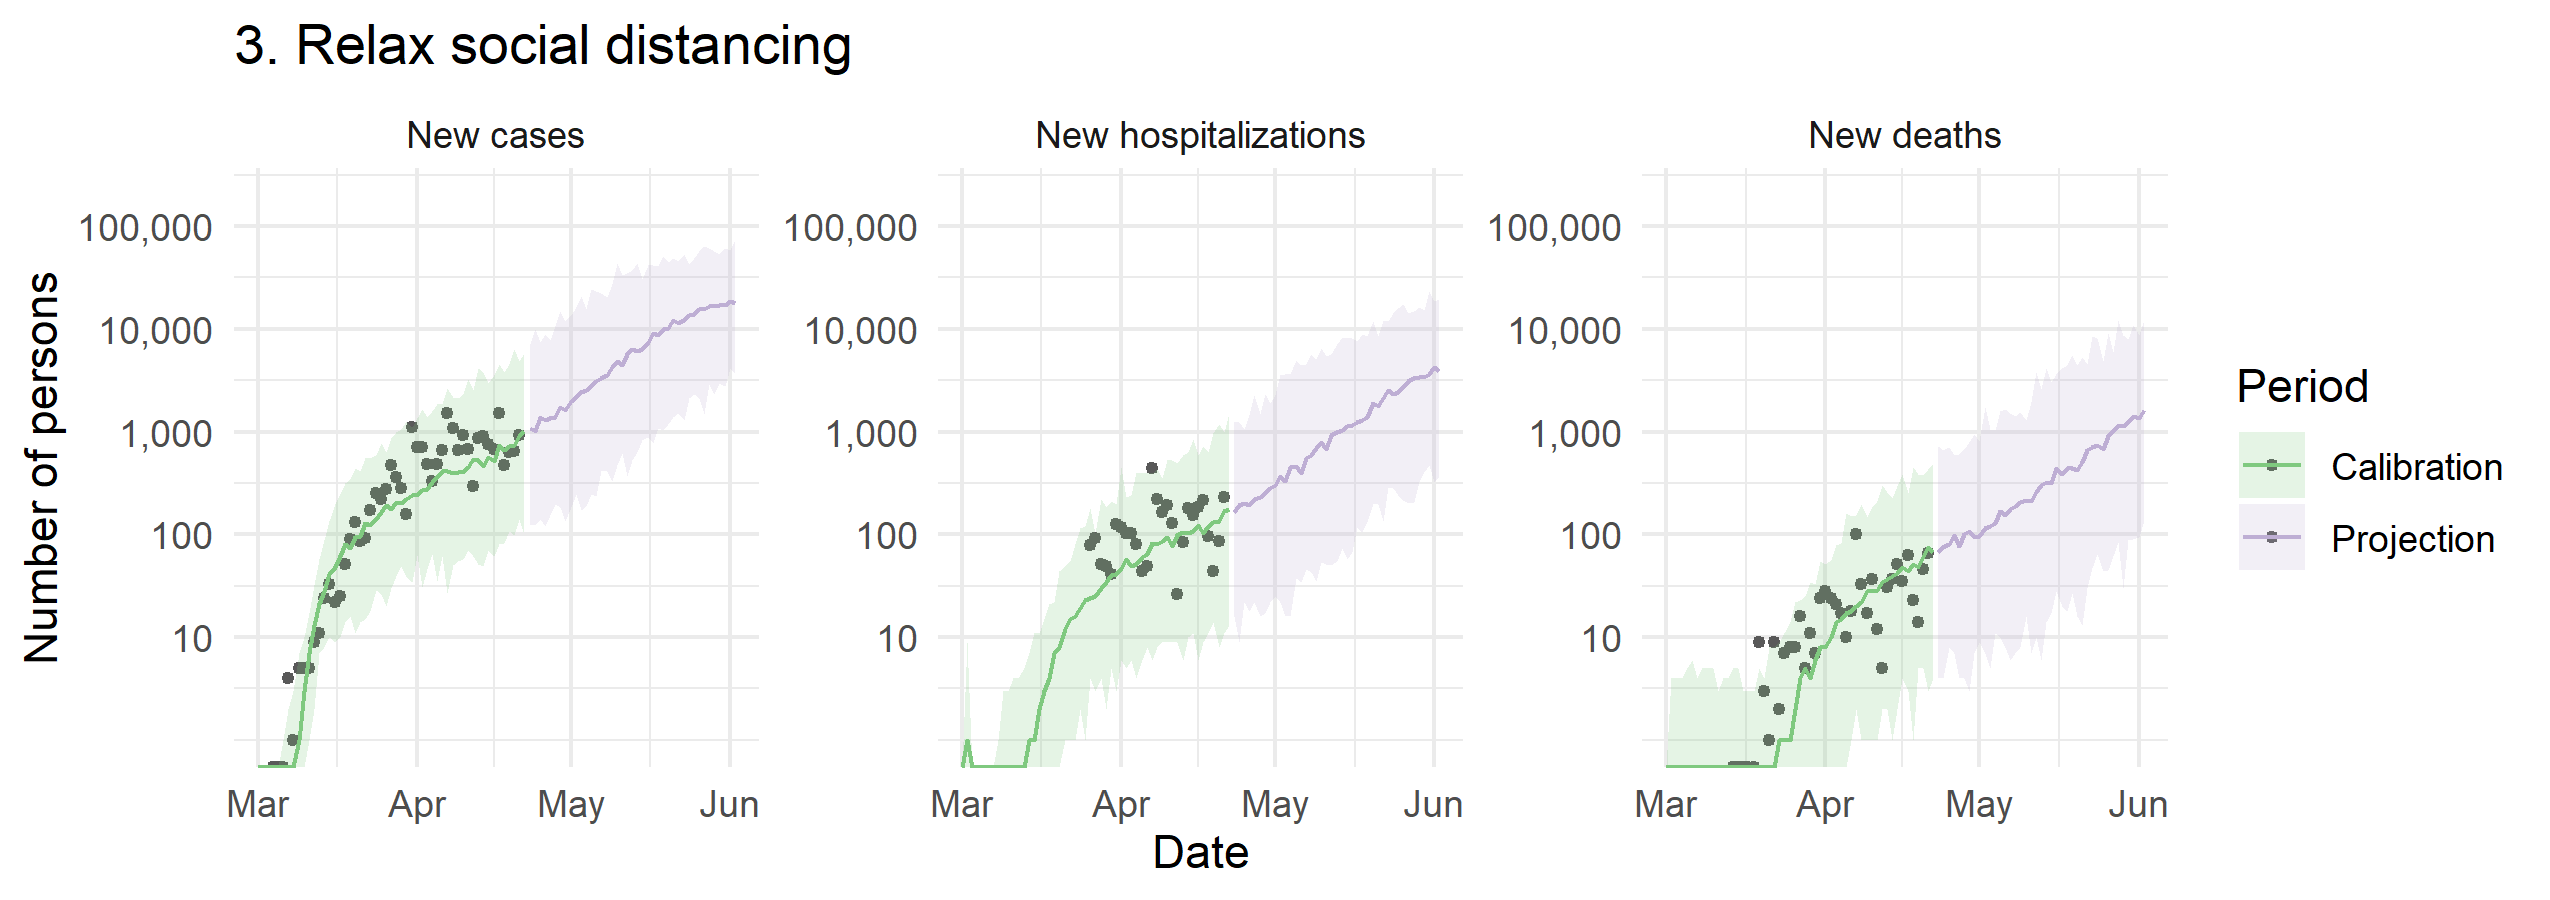 3. Relax social distancing
New cases
New hospitalizations
New deaths
Number of persons
100,000
10,000
1,000
100
10
100,000
10,000
1,000
100
10
100,000
10,000
1,000
100
10
Mar Apr May Jun
Mar Apr May Jun
Mar Apr May Jun
Date
Period
Calibration
Projection